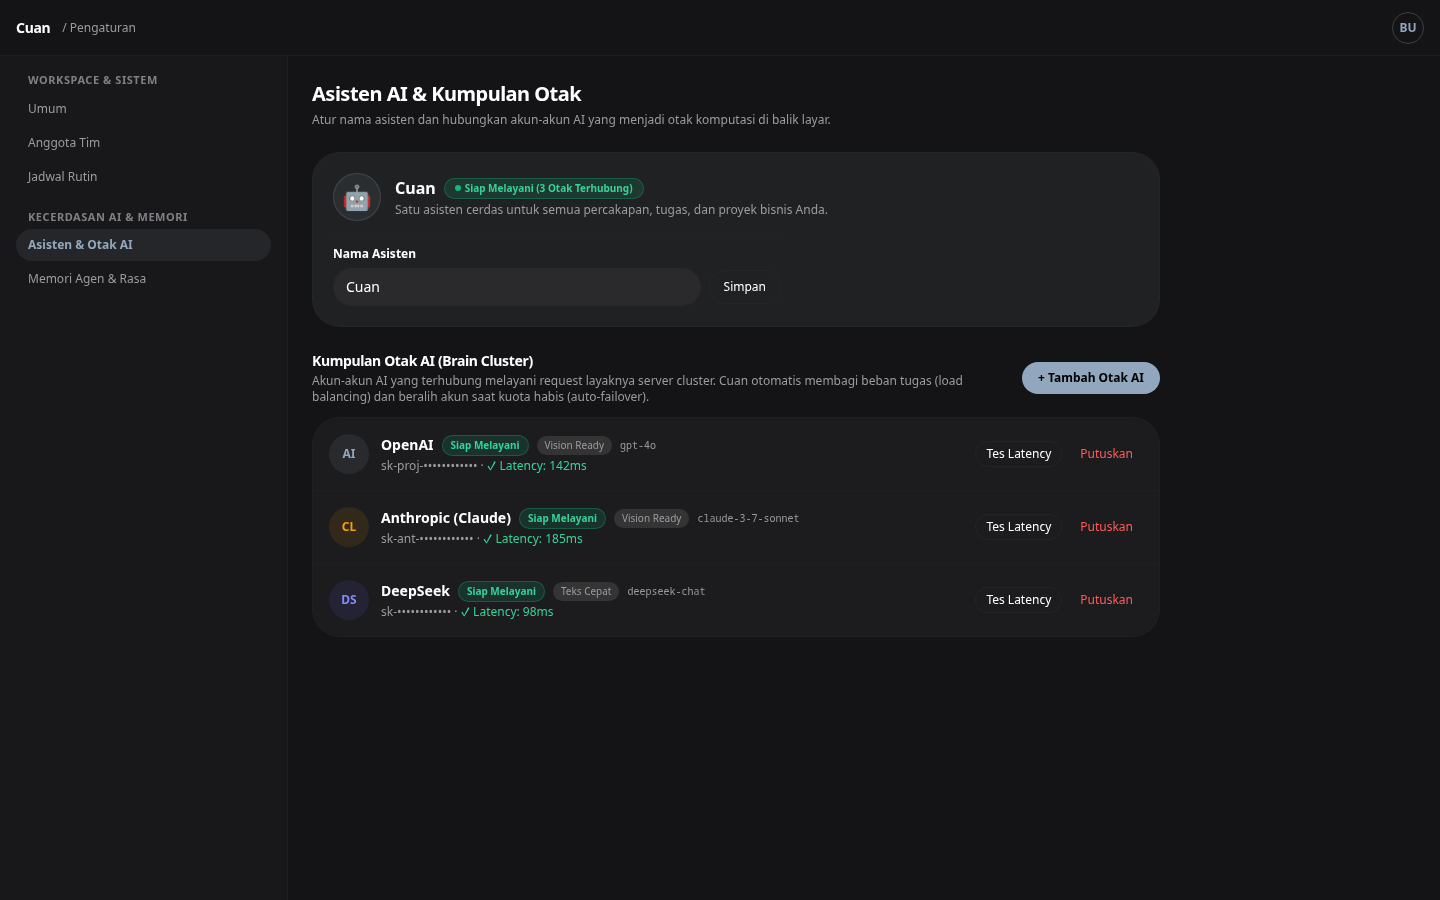 Cuan / Pengaturan
BU
WORKSPACE & SISTEM
Umum
Anggota Tim
Jadwal Rutin
KECERDASAN AI & MEMORI
Asisten & Otak AI
Memori Agen & Rasa
Asisten AI & Kumpulan Otak
Atur nama asisten dan hubungkan akun-akun AI yang menjadi otak komputasi di balik layar.
Cuan Siap Melayani (3 Otak Terhubung)
Satu asisten cerdas untuk semua percakapan, tugas, dan proyek bisnis Anda.
Nama Asisten
Cuan Simpan
Kumpulan Otak AI (Brain Cluster)
Akun-akun AI yang terhubung melayani request layaknya server cluster. Cuan otomatis membagi beban tugas (load
balancing) dan beralih akun saat kuota habis (auto-failover).
+ Tambah Otak AI
AI OpenAI Siap Melayani Vision Ready gpt-4o
sk-proj-•••••••••••• · ✓ Latency: 142ms
Tes Latency Putuskan
CL Anthropic (Claude) Siap Melayani Vision Ready claude-3-7-sonnet
sk-ant-•••••••••••• · ✓ Latency: 185ms
Tes Latency Putuskan
DS DeepSeek Siap Melayani Teks Cepat deepseek-chat
sk-•••••••••••• · ✓ Latency: 98ms
Tes Latency Putuskan